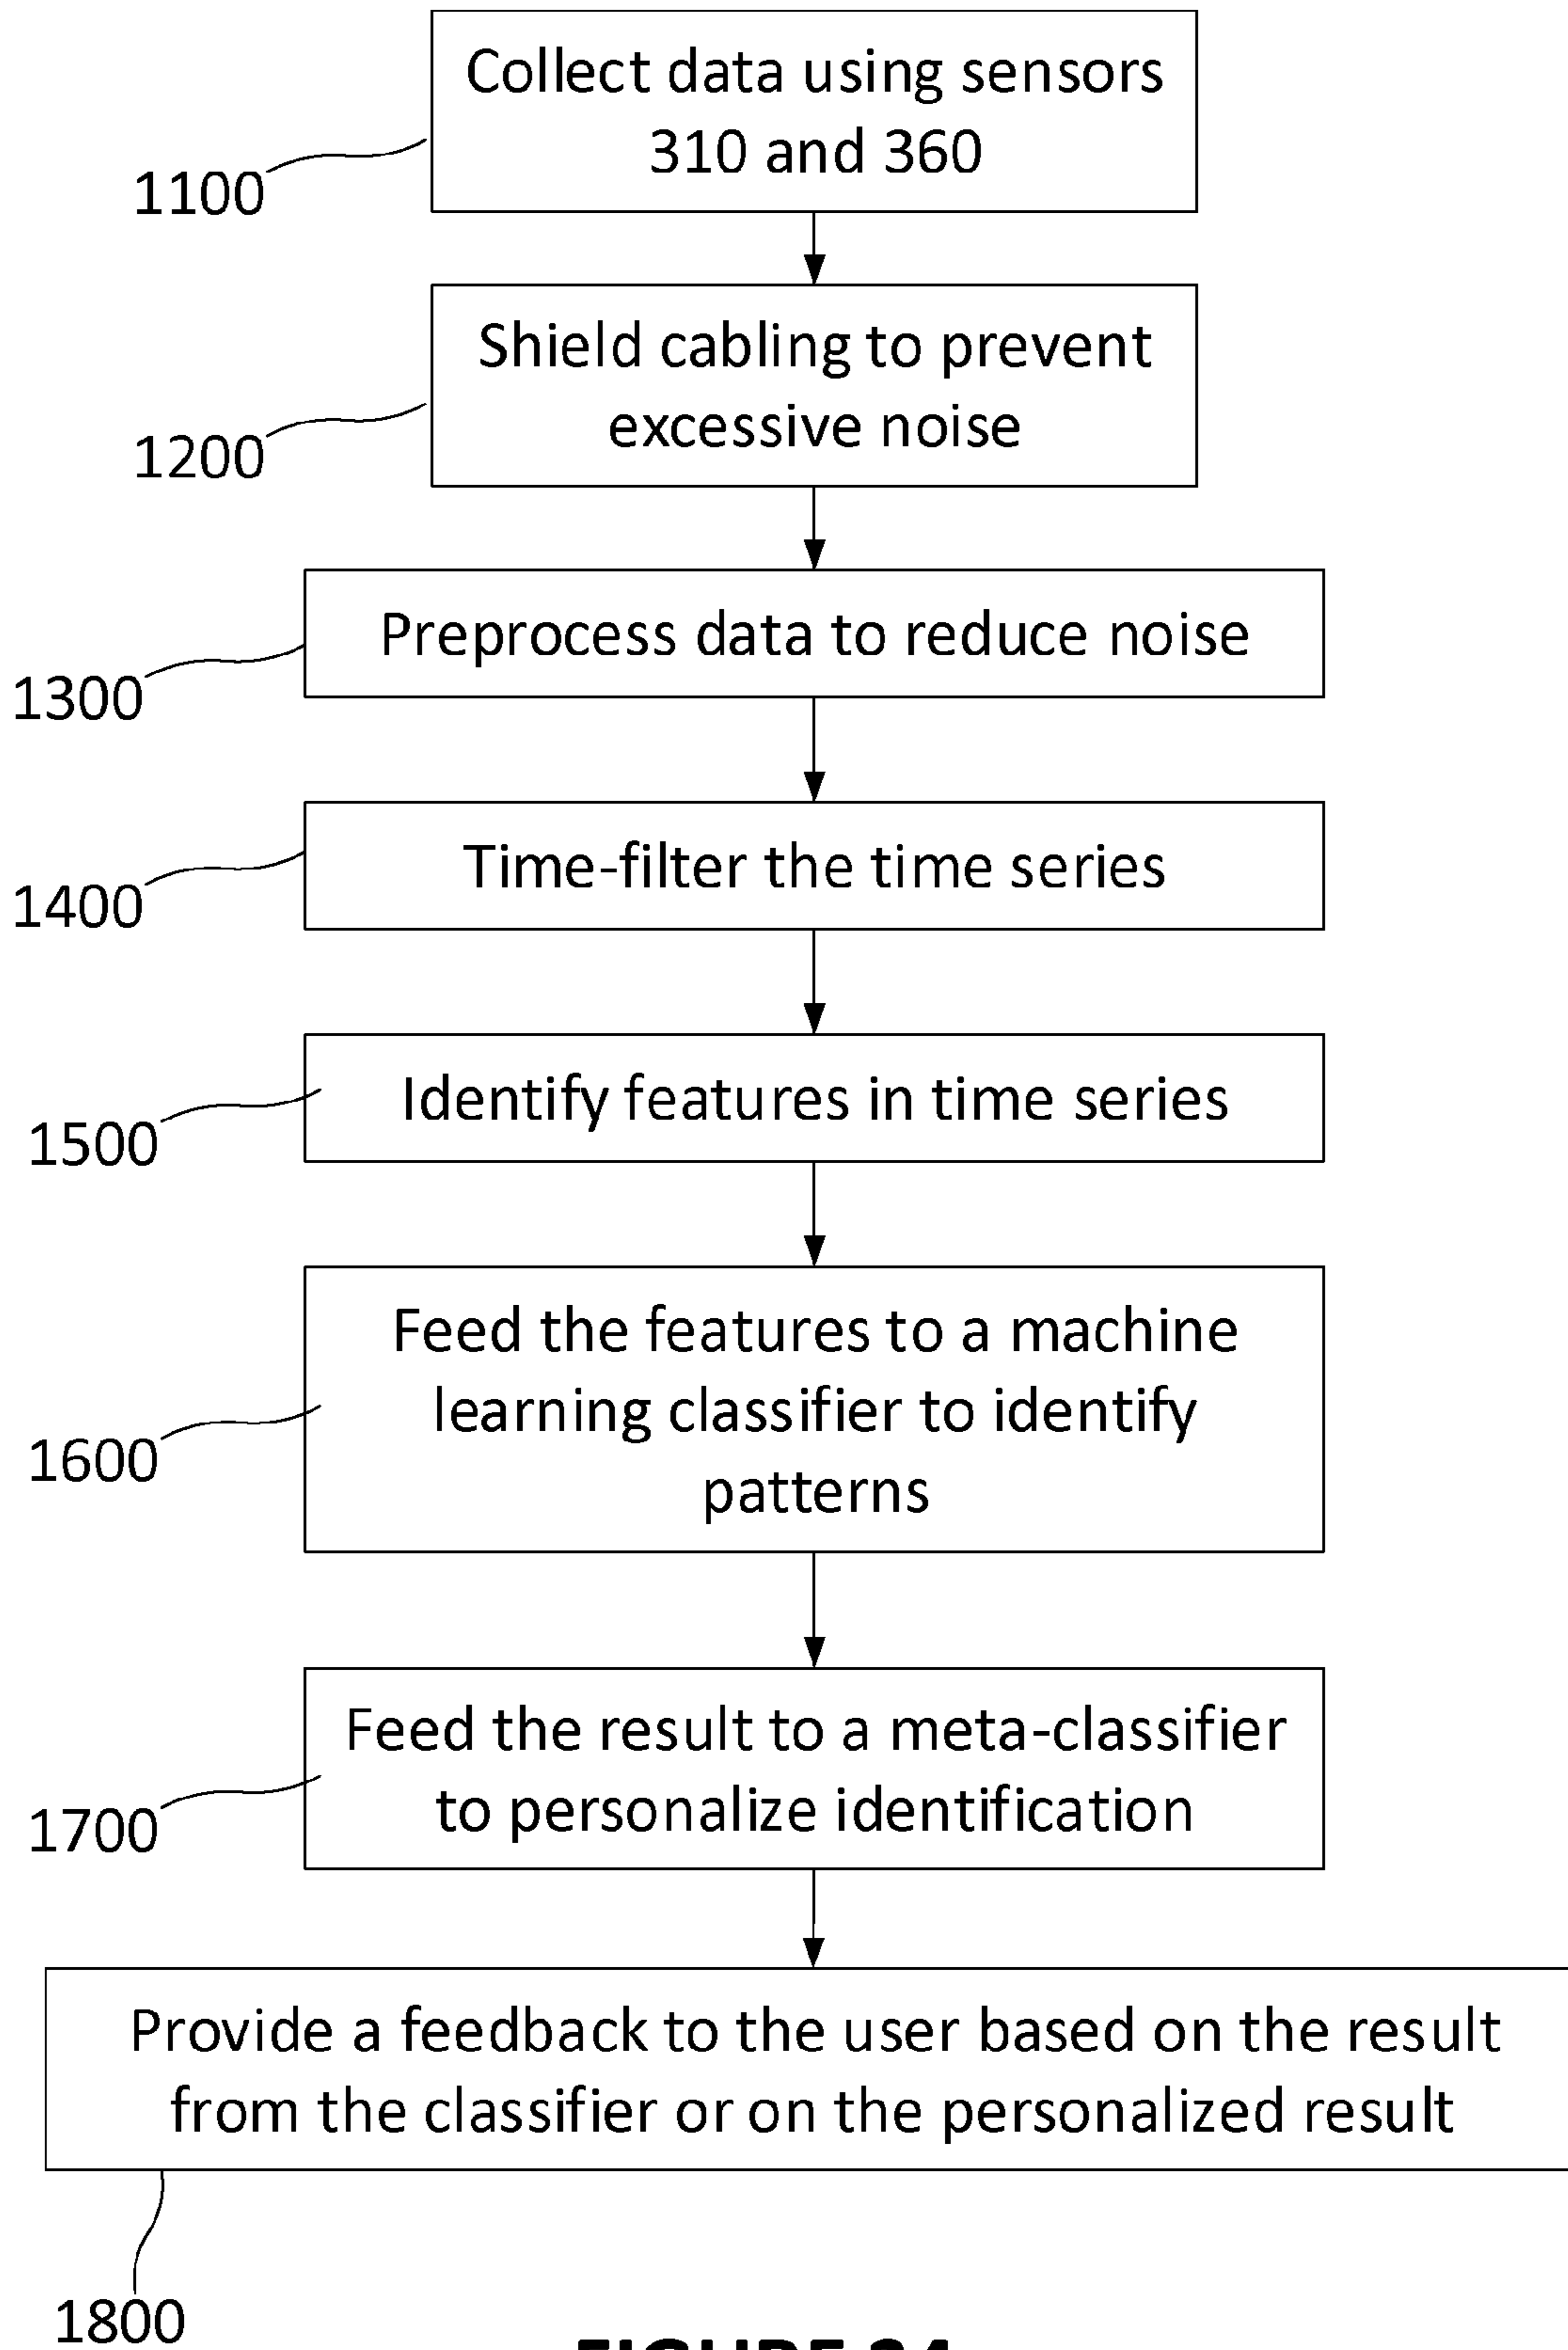 Collect data using sensors
310 and 360
1100
Shield cabling to prevent
excessive noise
1200
Preprocess data to reduce noise
1300
Time-filter the time series
1400
Identify features in time series
1500
Feed the features to a machine
learning classifier to identify
patterns
1600
Feed the result to a meta-classifier
to personalize identification
1700
Provide a feedback to the user based on the result
from the classifier or on the personalized result
1800
FIGURE